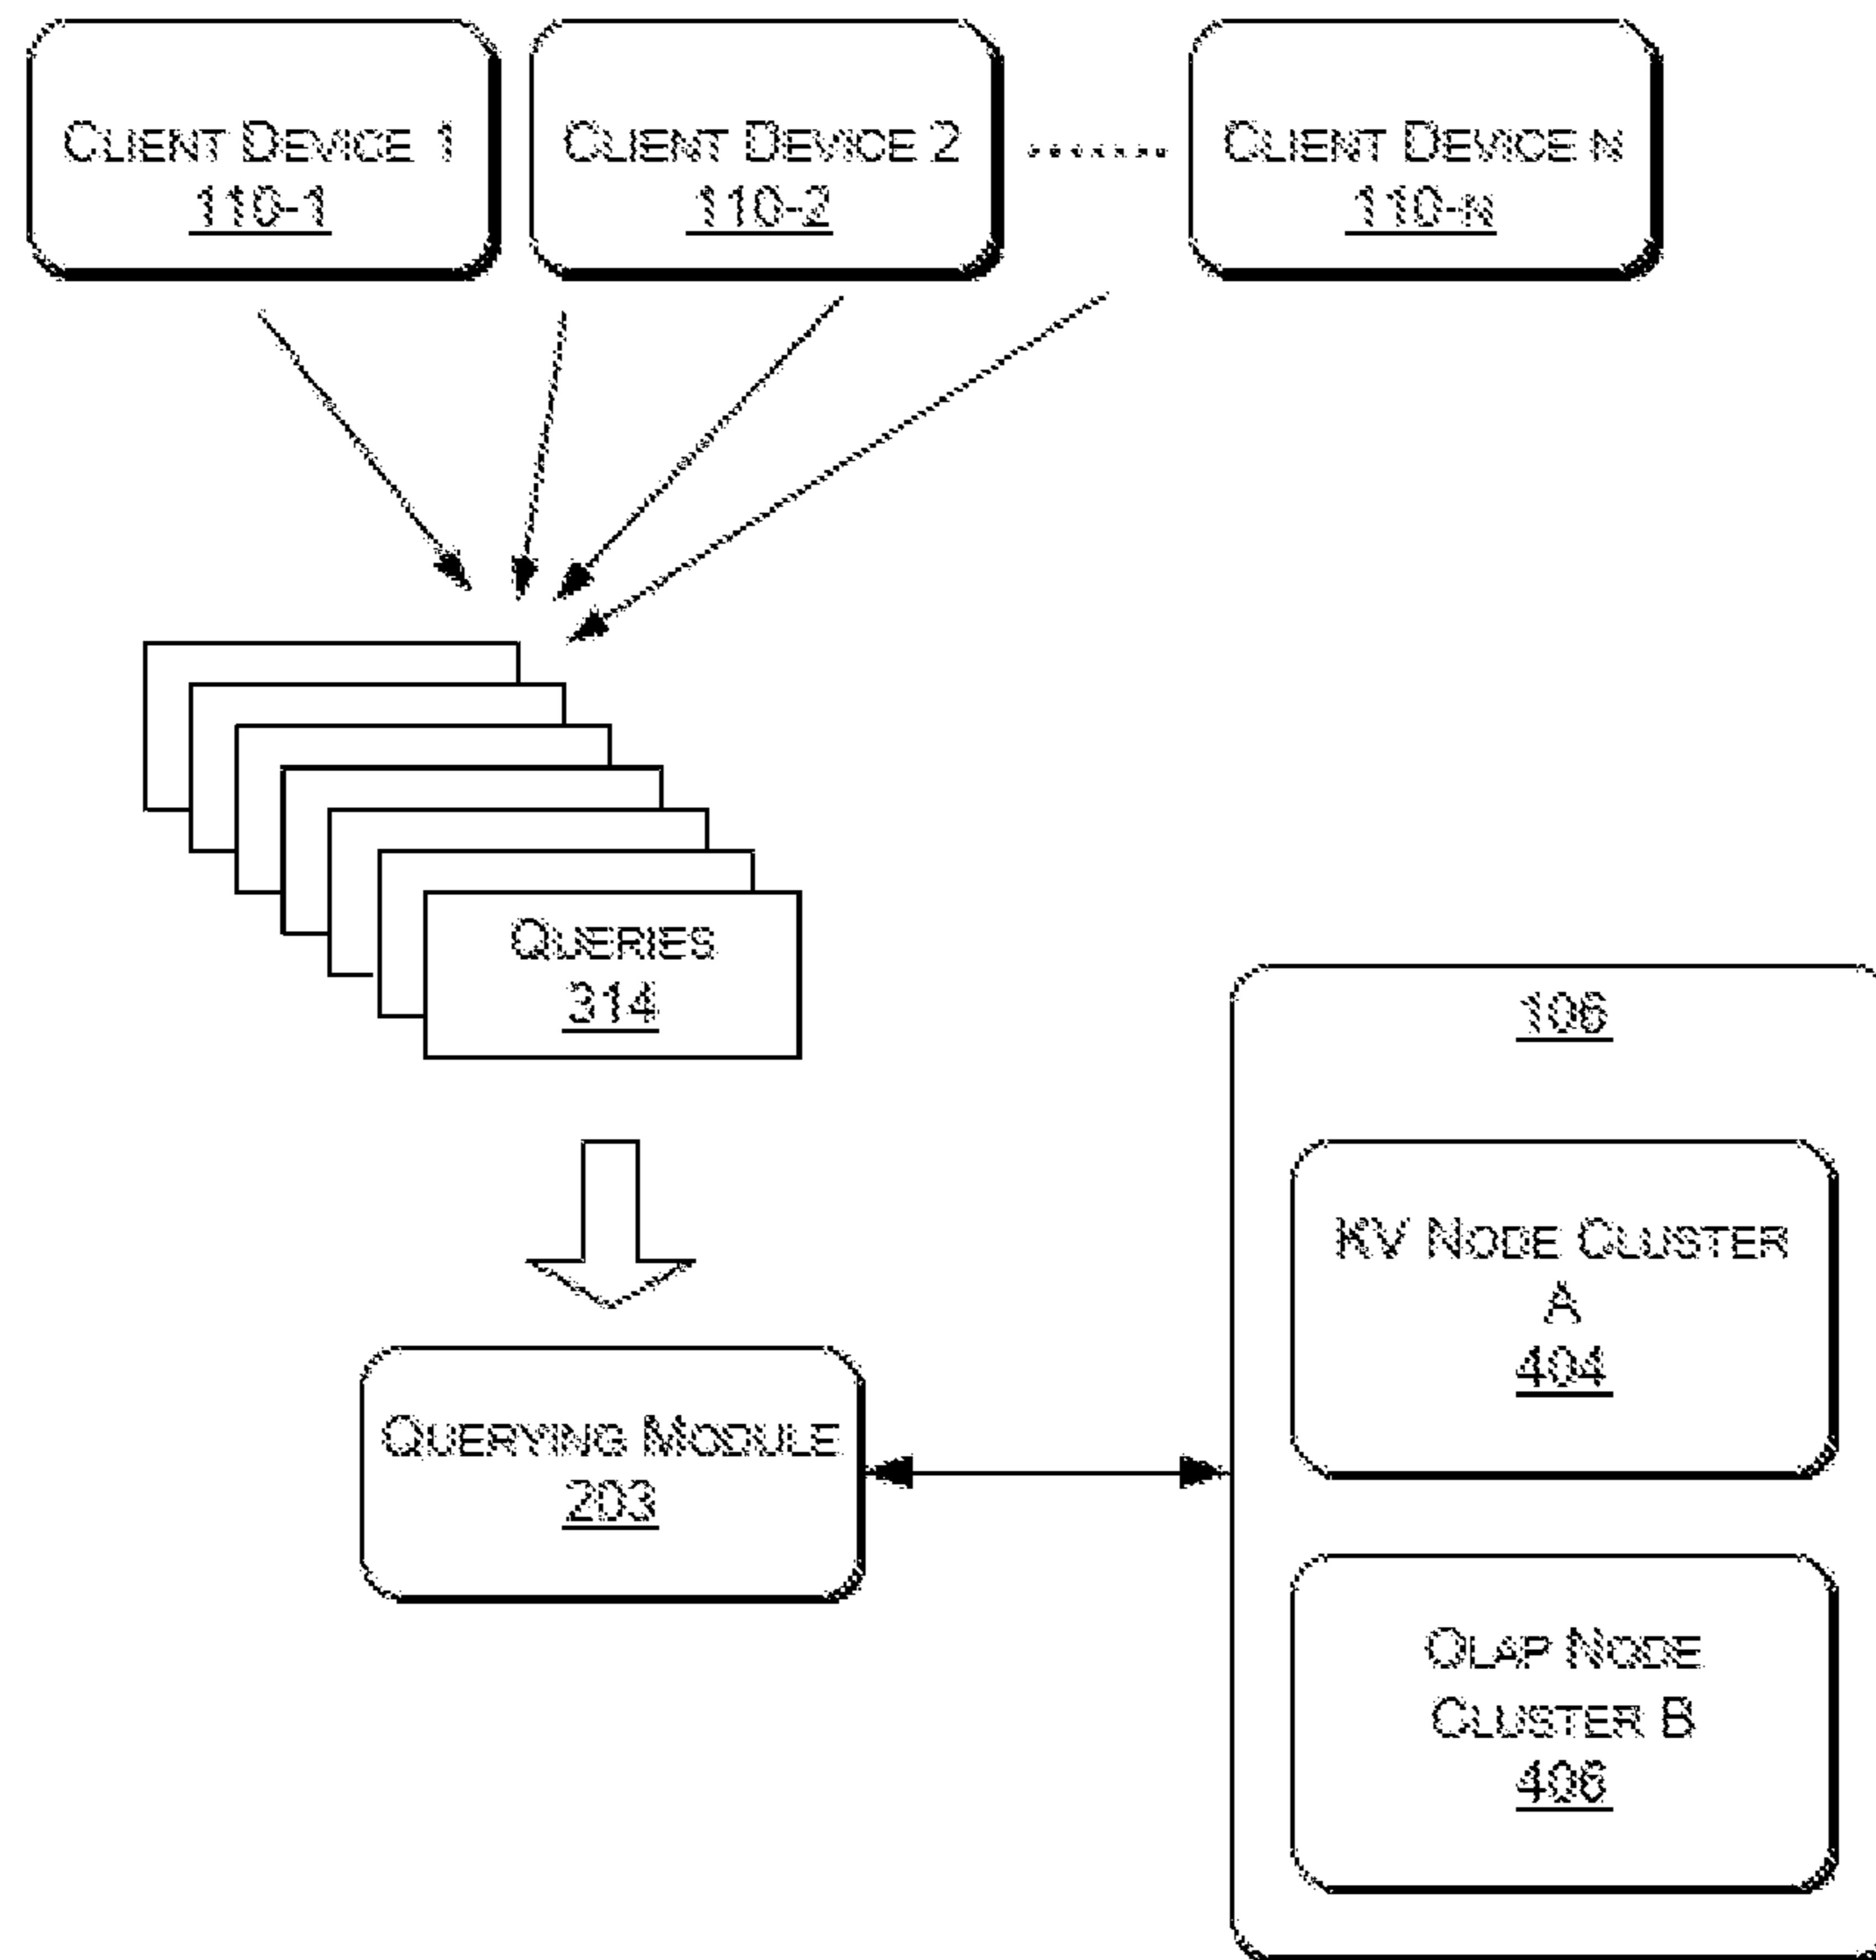 CLIENT DEVICE 1
110-1
CLIENT DEVICE 2
110-2
CLIENT DEVICE N
110-N
QUERIES
314
106
KV NODE CLUSTER
A
404
QUERYING MODULE
203
OLAP NODE
CLUSTER B
406